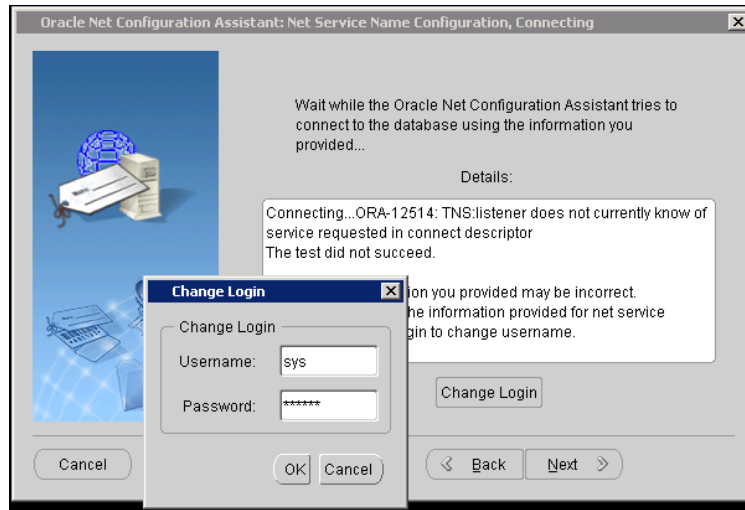 Oracle Net Configuration Assistant: Net Service Name Configuration, Connecting
Wait while the Oracle Net Configuration Assistant tries to
connect to the database using the information you
provided...
Details:
Connecting...ORA-12514: TNS:listener does not currently know of
service requested in connect descriptor
The test did not succeed.
ion you provided may be incorrect.
he information provided for net service
gin to change username.
Change Login
Change Login
Change Login
Username:
sys
Password:
******
OK
Cancel
Cancel
Back
Next